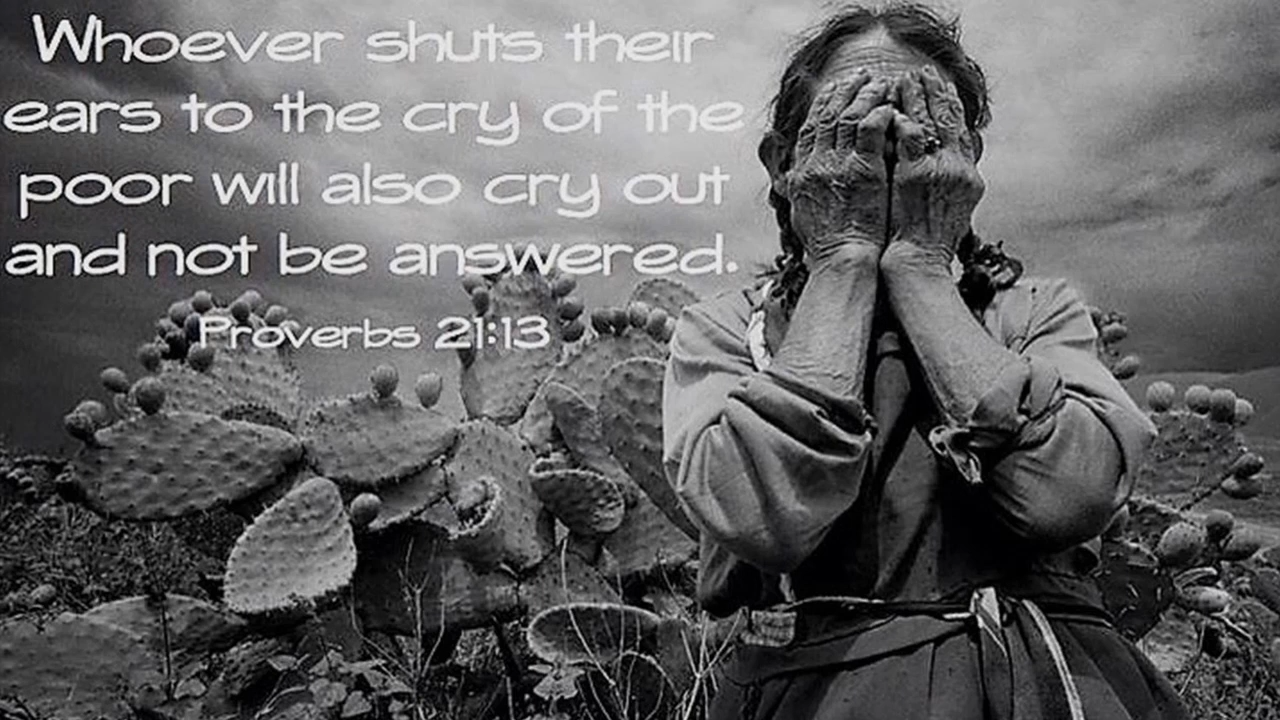 Whoever shuts their
ears to the cry of the
poor will also cry out
and not be answered.
Proverbs 21:13